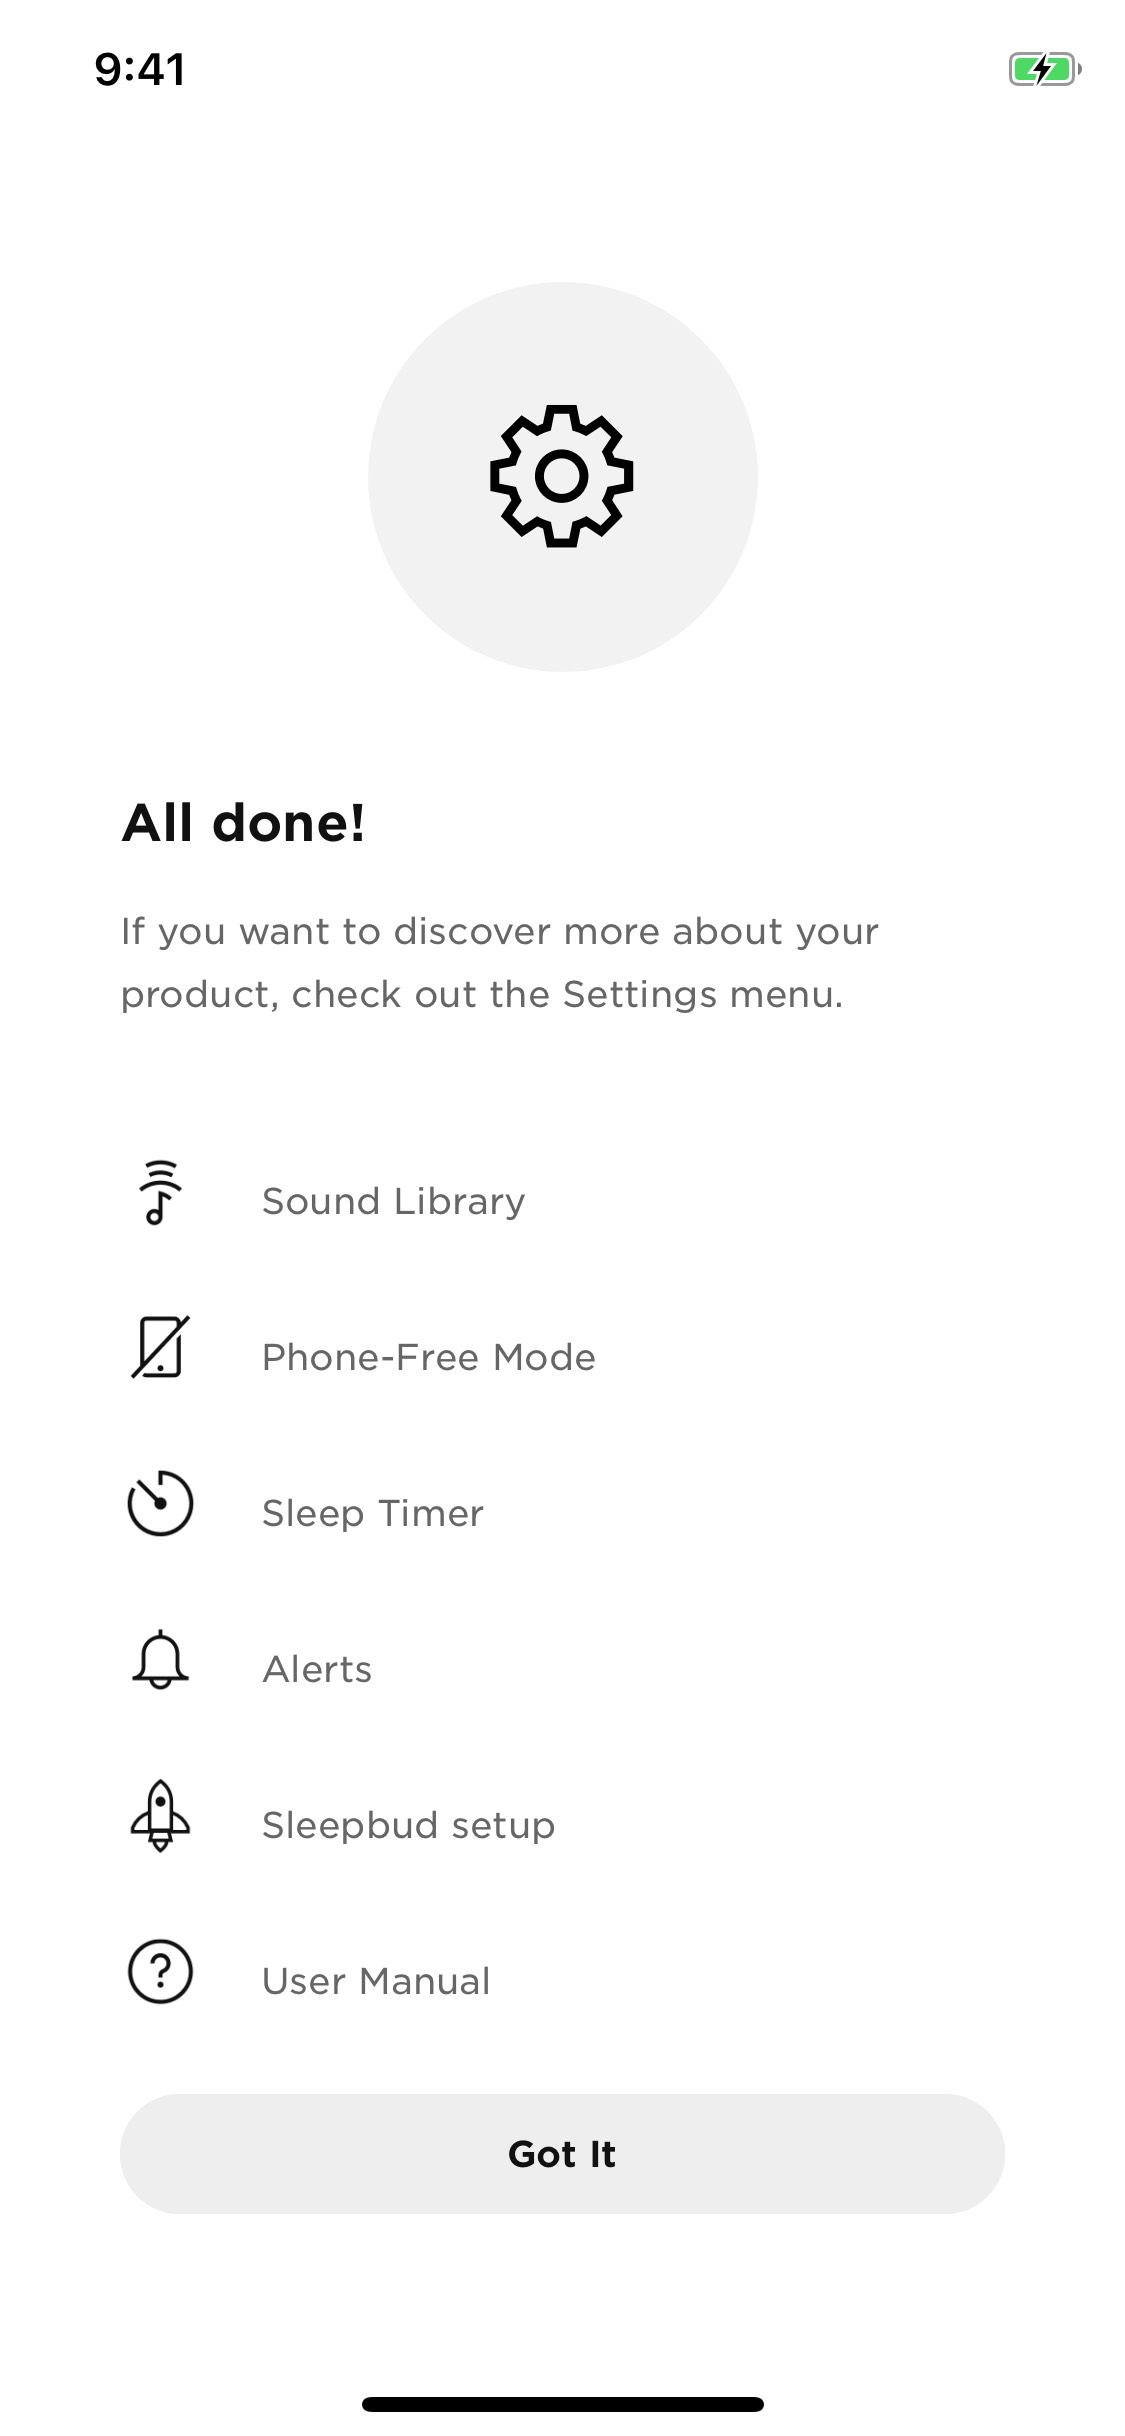 9:41
All done!
If you want to discover more about your
product, check out the Settings menu.
Sound Library
Phone-Free Mode
Sleep Timer
Alerts
Sleepbud setup
User Manual
Got It